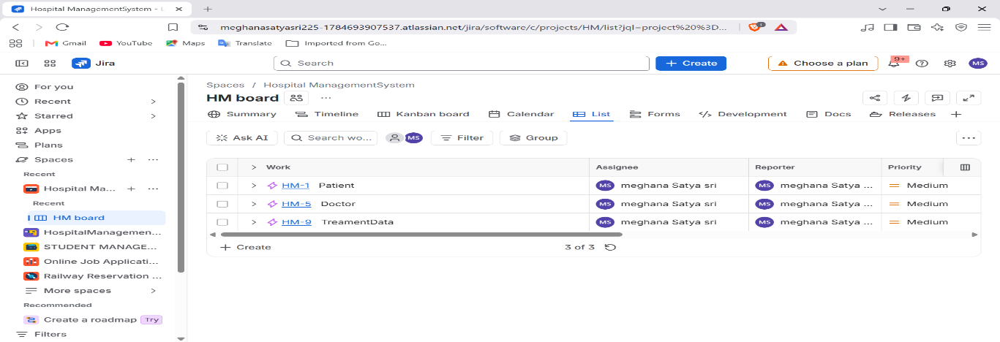 Hospital ManagementSystem - L
meghanasatyasri225-1784693907537.atlassian.net/jira/software/c/projects/HM/list?jql=project%20%3D...
1
Gmail YouTube Maps Translate Imported from Go...
Jira Search + Create Choose a plan 9+ MS
For you
Recent
Starred
Apps
Plans
Spaces
Recent
Hospital Ma...
Recent
HM board
HospitalManagemen...
STUDENT MANAGE...
Online Job Applicati...
Railway Reservation ...
More spaces
Recommended
Create a roadmap Try
Filters
Spaces / Hospital ManagementSystem
HM board
Summary Timeline Kanban board Calendar List Forms Development Docs Releases
Ask AI Search wo... MS Filter Group
Work Assignee Reporter Priority
HM-1 Patient MS meghana Satya sri MS meghana Satya ... Medium
HM-5 Doctor MS meghana Satya sri MS meghana Satya ... Medium
HM-9 TreamentData MS meghana Satya sri MS meghana Satya ... Medium
+ Create 3 of 3